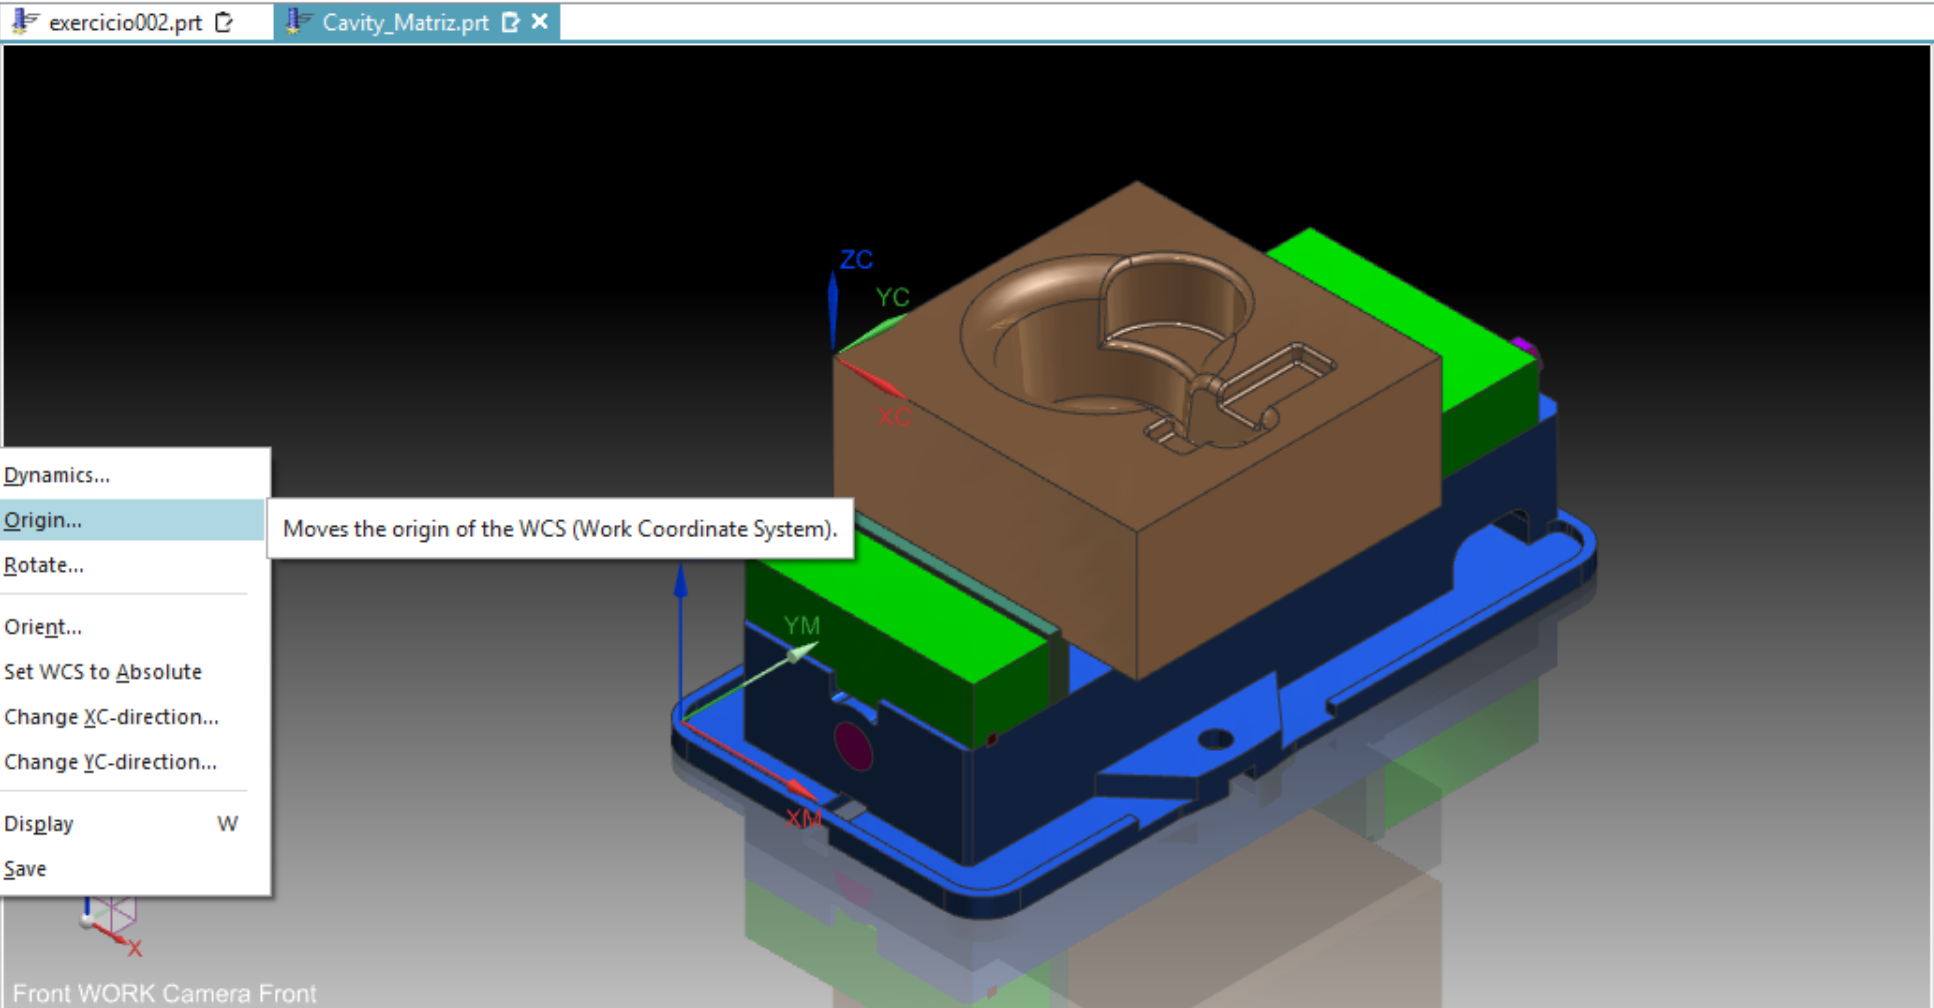 exercicio002.prt
Cavity_Matriz.prt
ZC
YC
XC
Dynamics...
Origin...
Moves the origin of the WCS (Work Coordinate System).
Rotate...
Orient...
YM
Set WCS to Absolute
Change XC-direction...
Change YC-direction...
XM
Display W
Save
X
Front WORK Camera Front